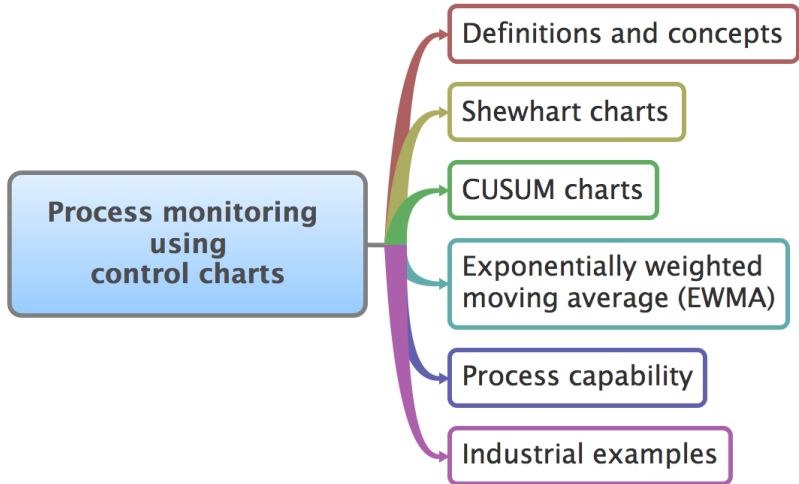 Definitions and concepts
Shewhart charts
CUSUM charts
Process monitoring
using
control charts
Exponentially weighted
moving average (EWMA)
Process capability
Industrial examples